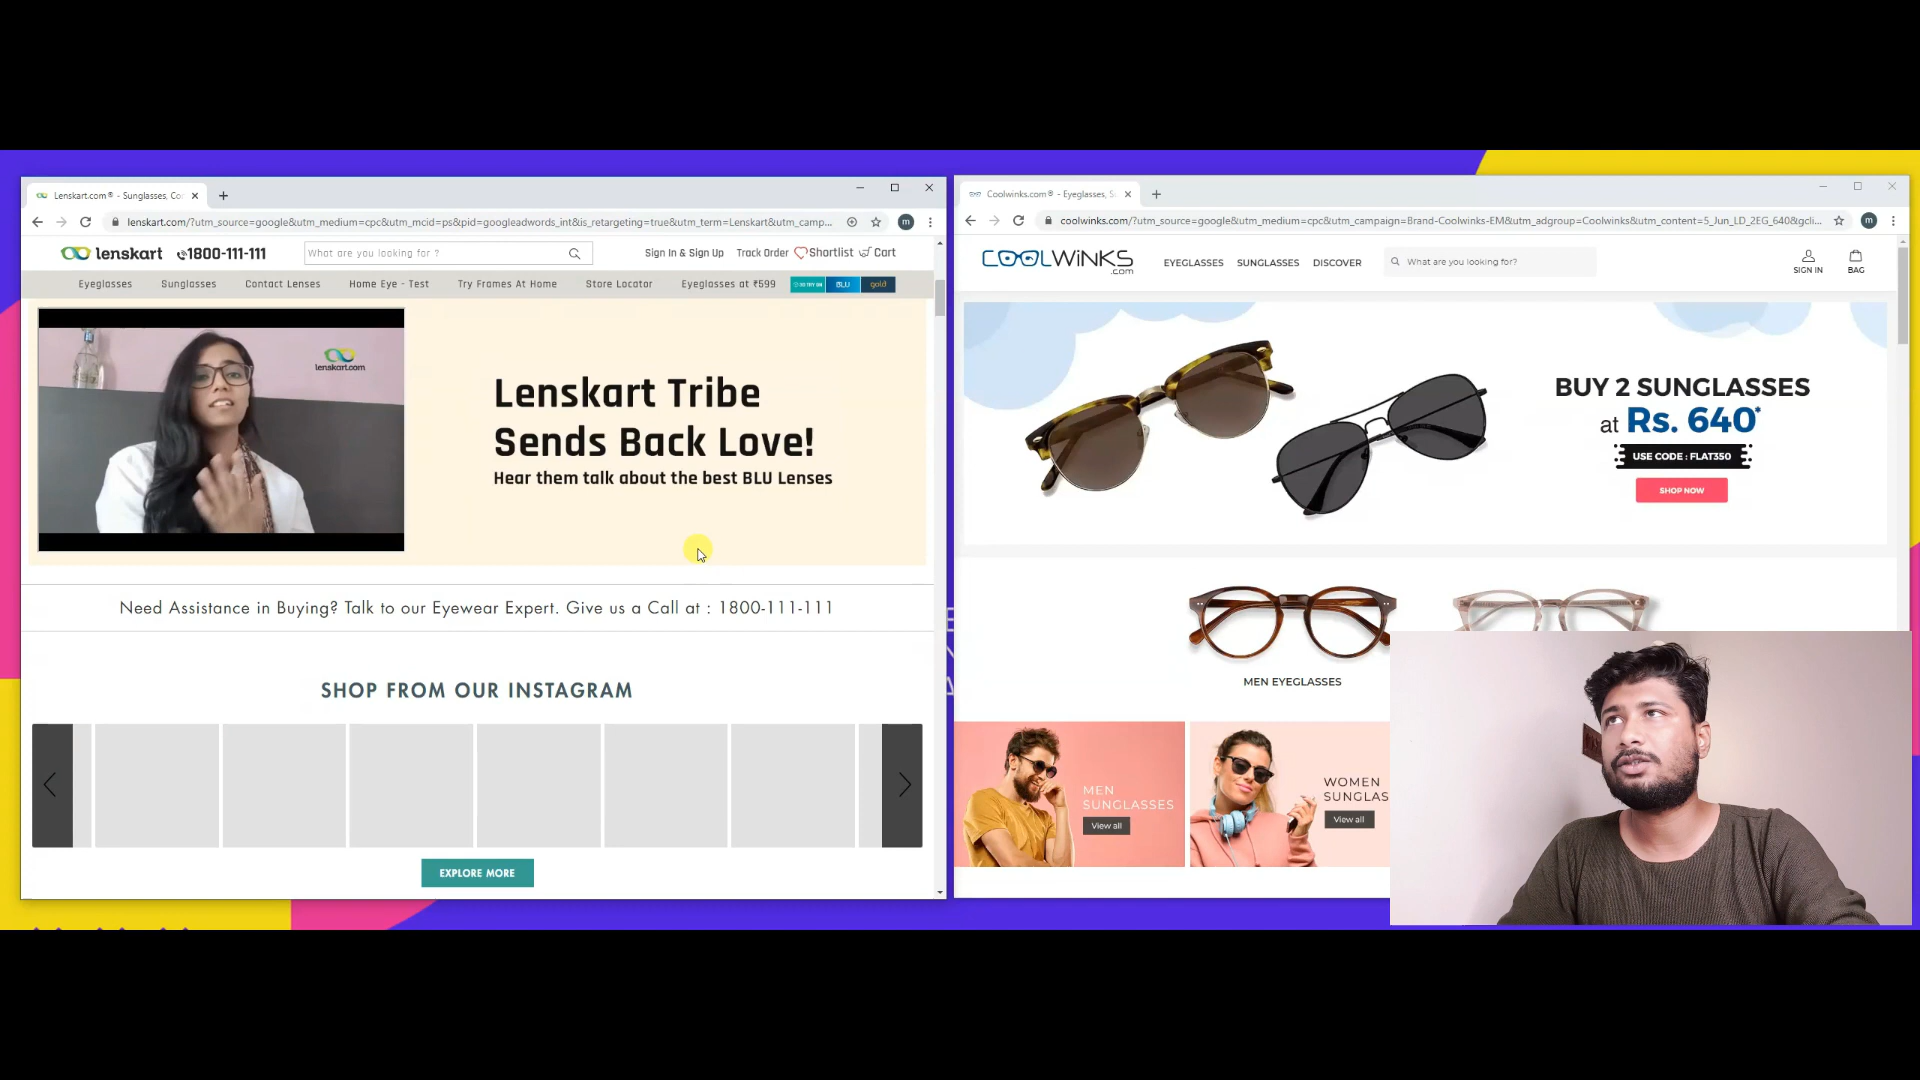 Lenskart.com® - Sunglasses, Co
lenskart.com/?utm_source=google&utm_medium=cpc&utm_mcid=ps&pid=googleadwords_int&is_retargeting=true&utm_term=Lenskart&utm_camp...
m
lenskart
1800-111-111
What are you looking for ?
Sign In & Sign Up
Track Order
Shortlist
Cart
Eyeglasses
Sunglasses
Contact Lenses
Home Eye - Test
Try Frames At Home
Store Locator
Eyeglasses at ₹599
BLU
gold
lenskart.com
Lenskart Tribe
Sends Back Love!
Hear them talk about the best BLU Lenses
Need Assistance in Buying? Talk to our Eyewear Expert. Give us a Call at : 1800-111-111
SHOP FROM OUR INSTAGRAM
EXPLORE MORE
Coolwinks.com® - Eyeglasses, S
coolwinks.com/?utm_source=google&utm_medium=cpc&utm_campaign=Brand-Coolwinks-EM&utm_adgroup=Coolwinks&utm_content=5_Jun_LD_2EG_640&gcli...
m
COOLWiNKS
.com
EYEGLASSES
SUNGLASSES
DISCOVER
What are you looking for?
SIGN IN
BAG
BUY 2 SUNGLASSES
at Rs. 640*
USE CODE : FLAT350
SHOP NOW
MEN EYEGLASSES
MEN
SUNGLASSES
View all
WOMEN
SUNGLAS
View all